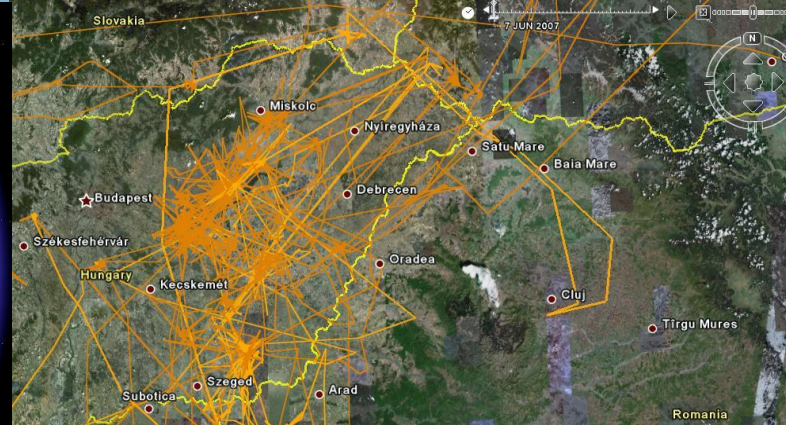 Slovakia
7 JUN 2007
N
Miskolc
Nyíregyháza
Satu Mare
Baia Mare
Budapest
Debrecen
Székesfehérvár
Oradea
Hungary
Kecskemét
Cluj
Tîrgu Mures
Szeged
Subotica
Arad
Romania